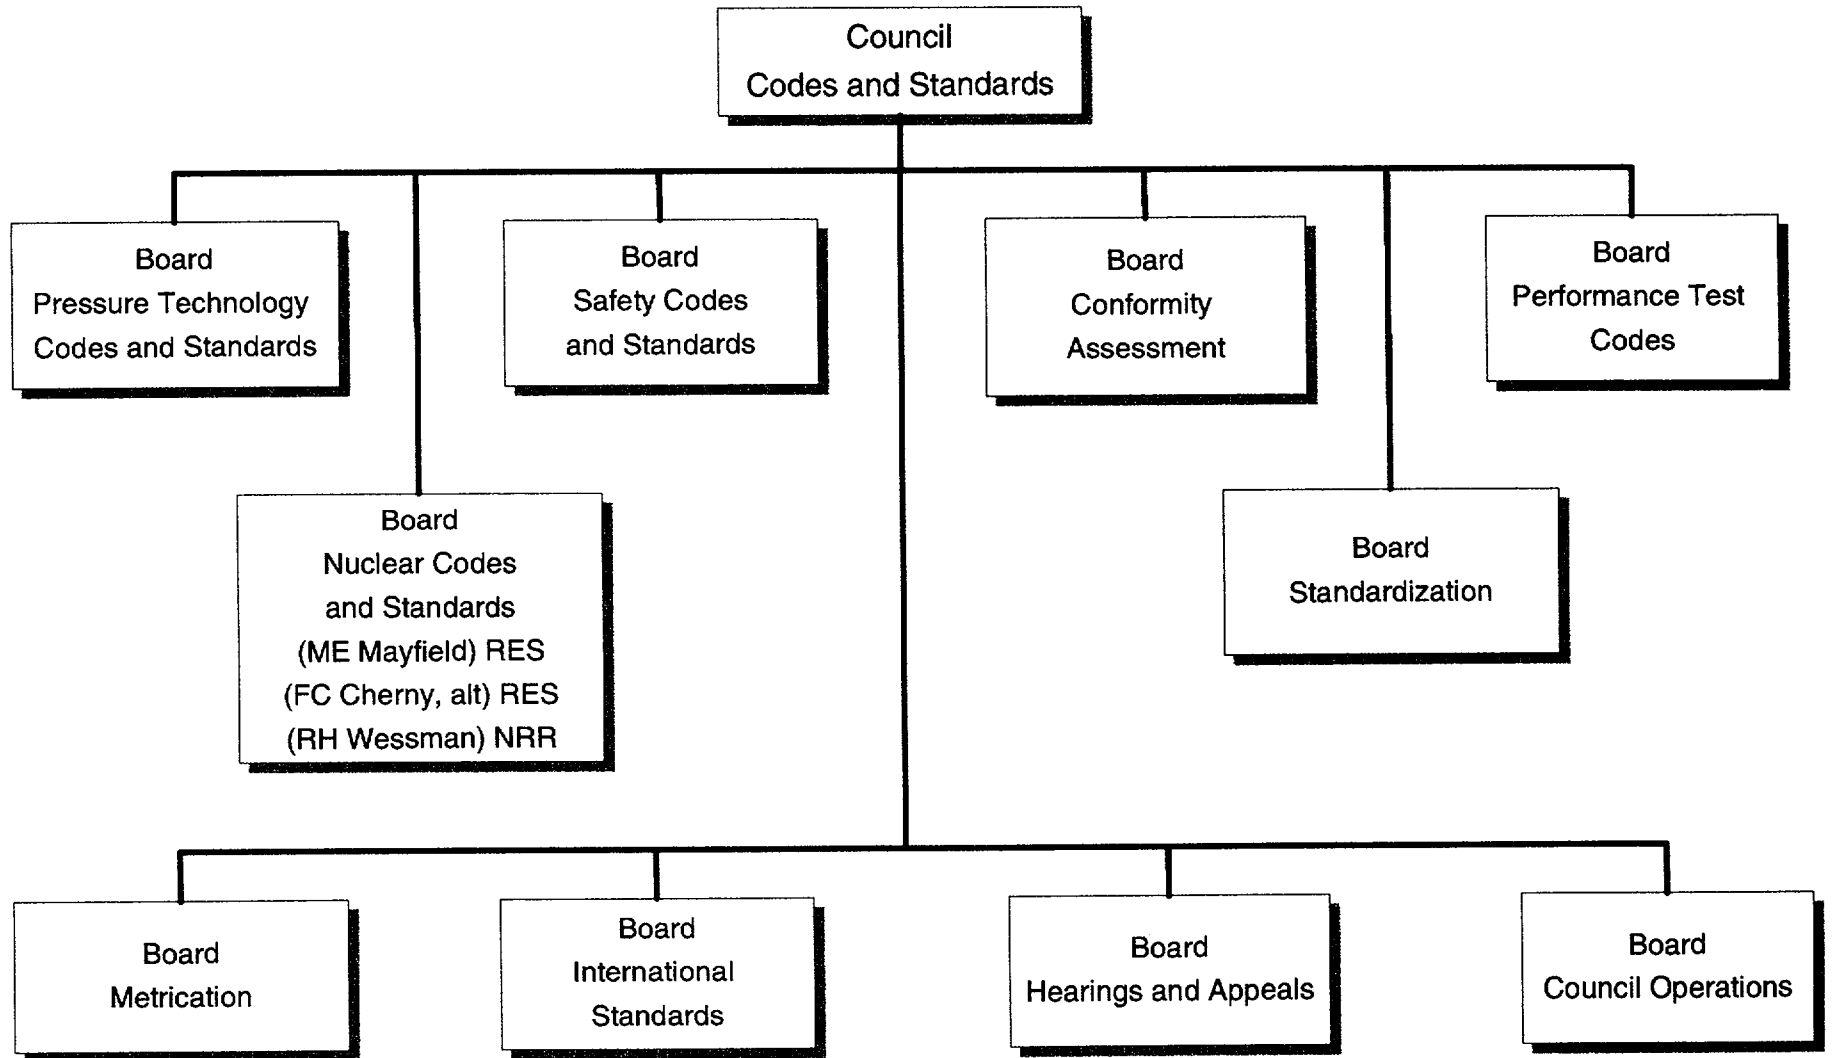 Council
Codes and Standards
Board
Pressure Technology
Codes and Standards
Board
Safety Codes
and Standards
Board
Conformity
Assessment
Board
Performance Test
Codes
Board
Nuclear Codes
and Standards
(ME Mayfield) RES
(FC Cherny, alt) RES
(RH Wessman) NRR
Board
Standardization
Board
Metrication
Board
International
Standards
Board
Hearings and Appeals
Board
Council Operations